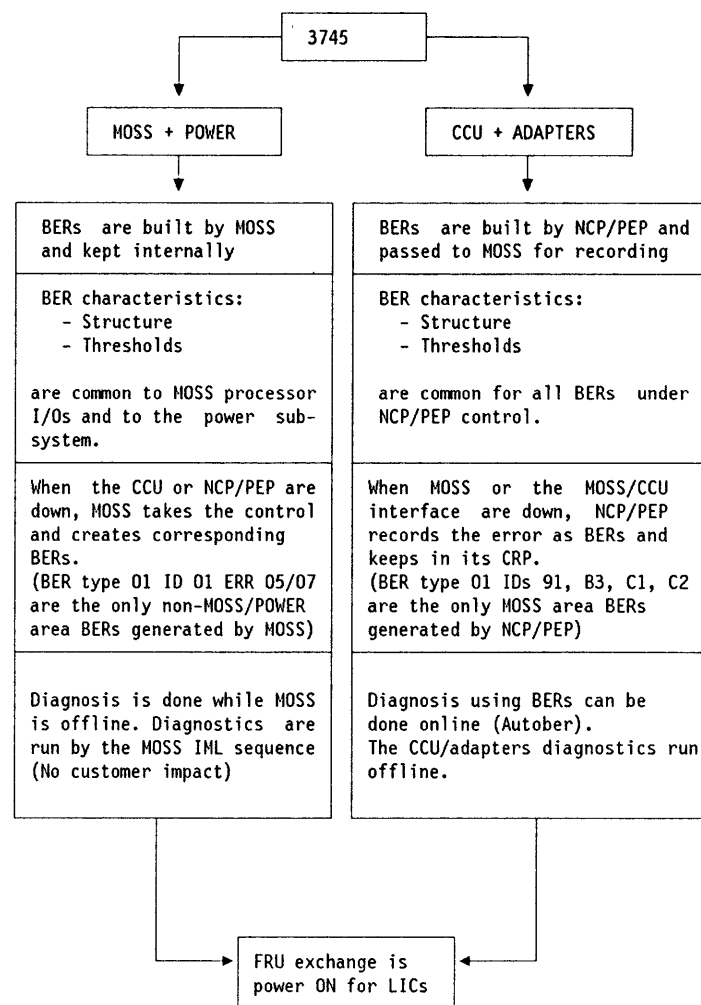 3745
MOSS + POWER
CCU + ADAPTERS
BERs are built by MOSS
and kept internally
BER characteristics:
- Structure
- Thresholds
are common to MOSS processor
I/Os and to the power sub-
system.
When the CCU or NCP/PEP are
down, MOSS takes the control
and creates corresponding
BERs.
(BER type 01 ID 01 ERR 05/07
are the only non-MOSS/POWER
area BERs generated by MOSS)
Diagnosis is done while MOSS
is offline. Diagnostics are
run by the MOSS IML sequence
(No customer impact)
BERs are built by NCP/PEP and
passed to MOSS for recording
BER characteristics:
- Structure
- Thresholds
are common for all BERs under
NCP/PEP control.
When MOSS or the MOSS/CCU
interface are down, NCP/PEP
records the error as BERs and
keeps in its CRP.
(BER type 01 IDs 91, B3, C1, C2
are the only MOSS area BERs
generated by NCP/PEP)
Diagnosis using BERs can be
done online (Autober).
The CCU/adapters diagnostics run
offline.
FRU exchange is
power ON for LICs